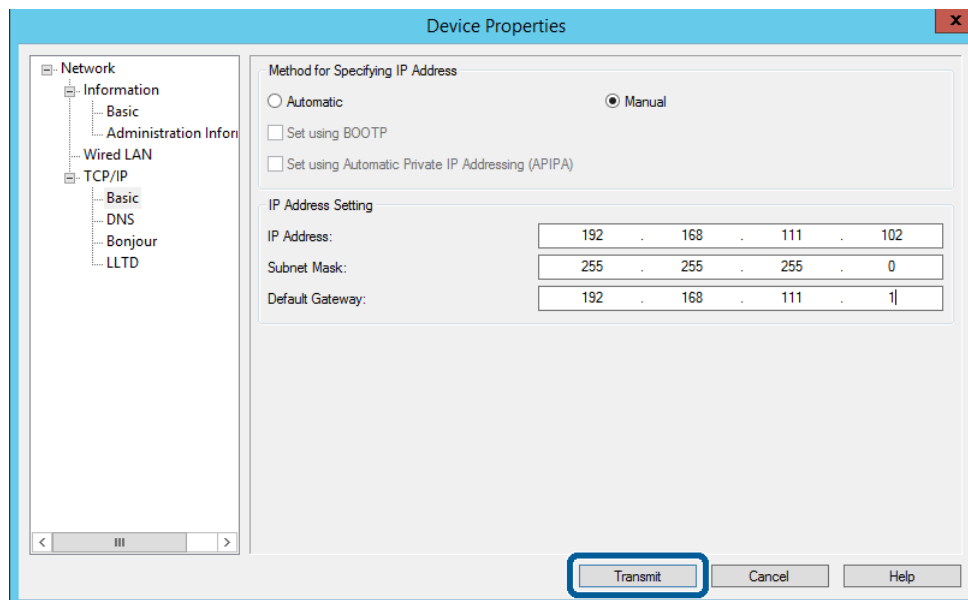 Device Properties
x
Network
Information
Basic
Administration Infor
Wired LAN
TCP/IP
Basic
DNS
Bonjour
LLTD
Method for Specifying IP Address
Automatic
Manual
Set using BOOTP
Set using Automatic Private IP Addressing (APIPA)
IP Address Setting
IP Address: 192 . 168 . 111 . 102
Subnet Mask: 255 . 255 . 255 . 0
Default Gateway: 192 . 168 . 111 . 1
Transmit Cancel Help